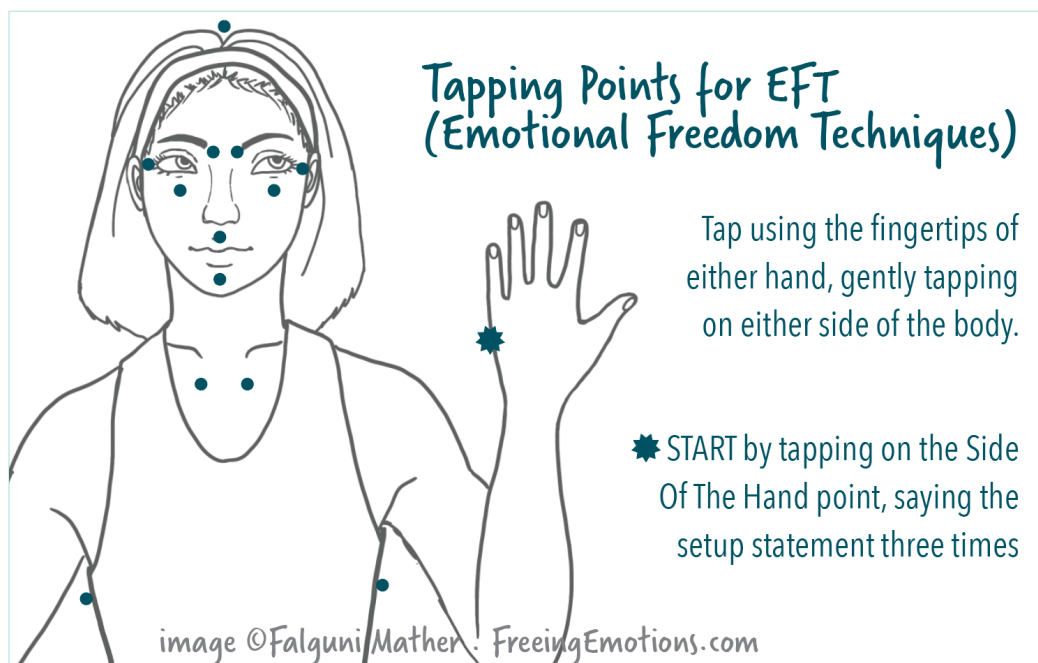 Tapping Points for EFT
(Emotional Freedom Techniques)
Tap using the fingertips of
either hand, gently tapping
on either side of the body.
START by tapping on the Side
Of The Hand point, saying the
setup statement three times
image ©Falguni Mather . FreeingEmotions.com